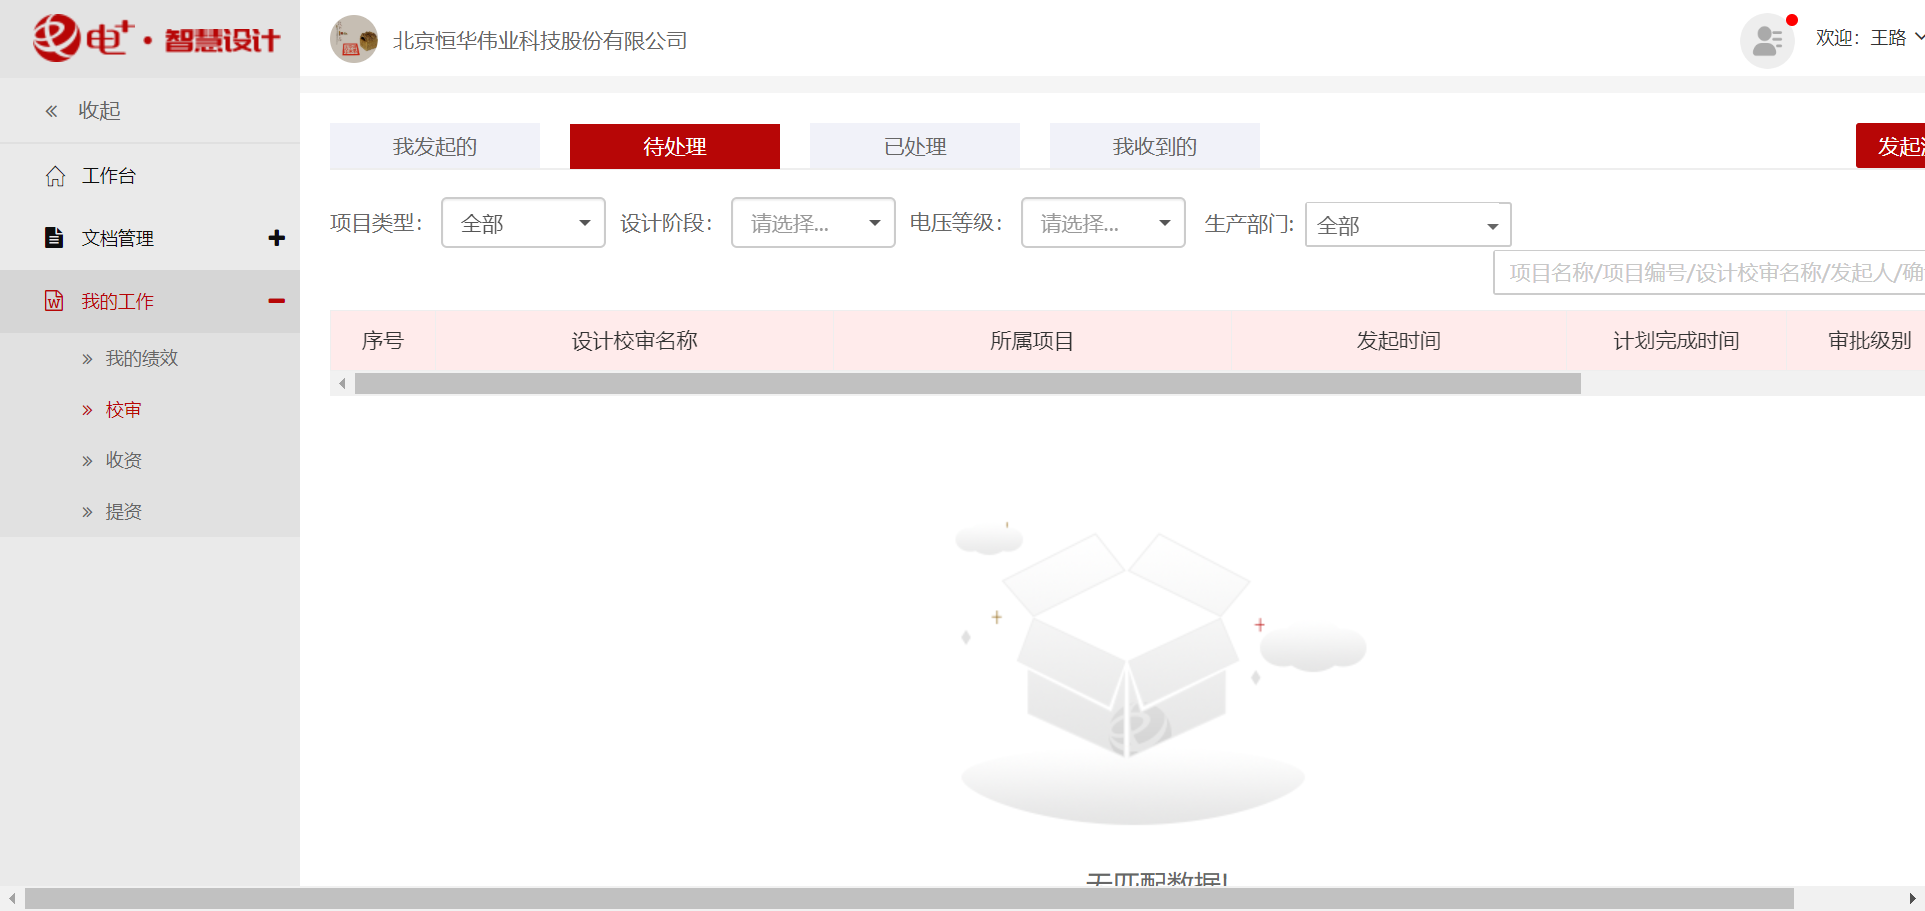 电+·智慧设计
北京恒华伟业科技股份有限公司
欢迎：王路
收起
工作台
文档管理
我的工作
我的绩效
校审
收资
提资
我发起的 待处理 已处理 我收到的 发起
项目类型： 全部 设计阶段： 请选择... 电压等级： 请选择... 生产部门: 全部
项目名称/项目编号/设计校审名称/发起人/确
序号 设计校审名称 所属项目 发起时间 计划完成时间 审批级别
无匹配数据!